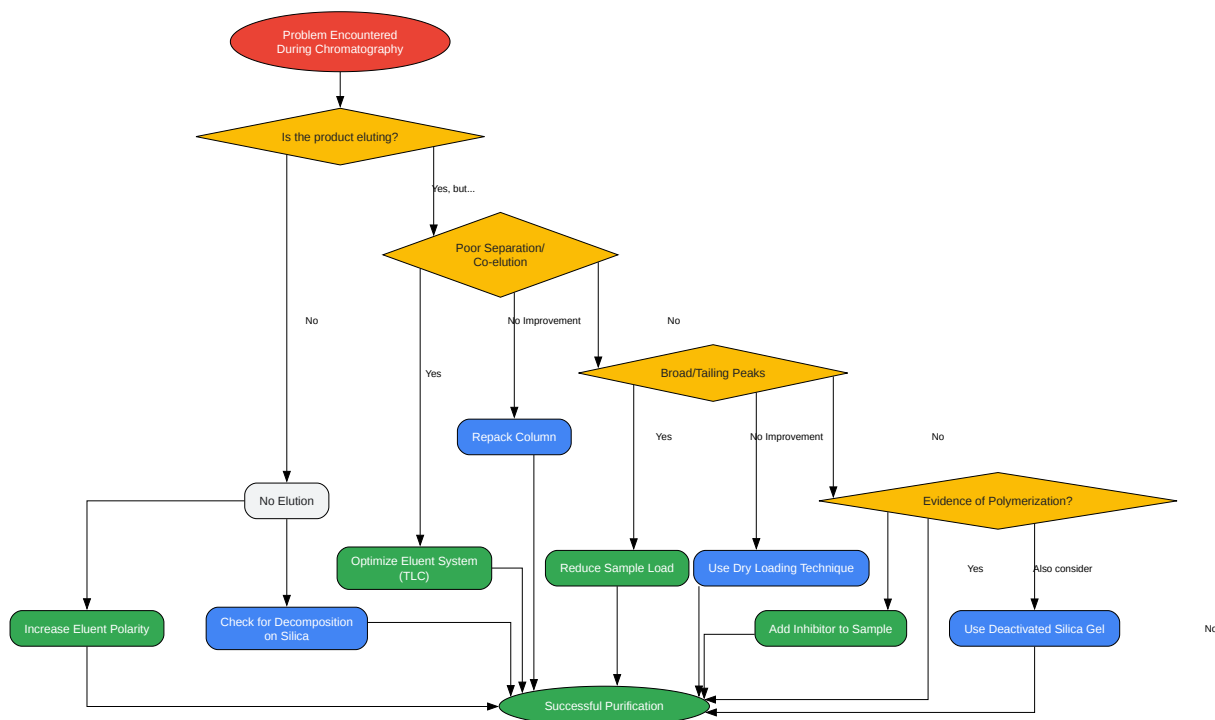 Problem Encountered
During Chromatography
Is the product eluting?
Yes, but...
Poor Separation/
Co-elution
No
No Improvement
No
Yes
Broad/Tailing Peaks
Repack Column
Yes
No Improvement
No
No Elution
Evidence of Polymerization?
Optimize Eluent System
(TLC)
Reduce Sample Load
Use Dry Loading Technique
Yes
Also consider
Increase Eluent Polarity
Check for Decomposition
on Silica
Add Inhibitor to Sample
Use Deactivated Silica Gel
No
Successful Purification